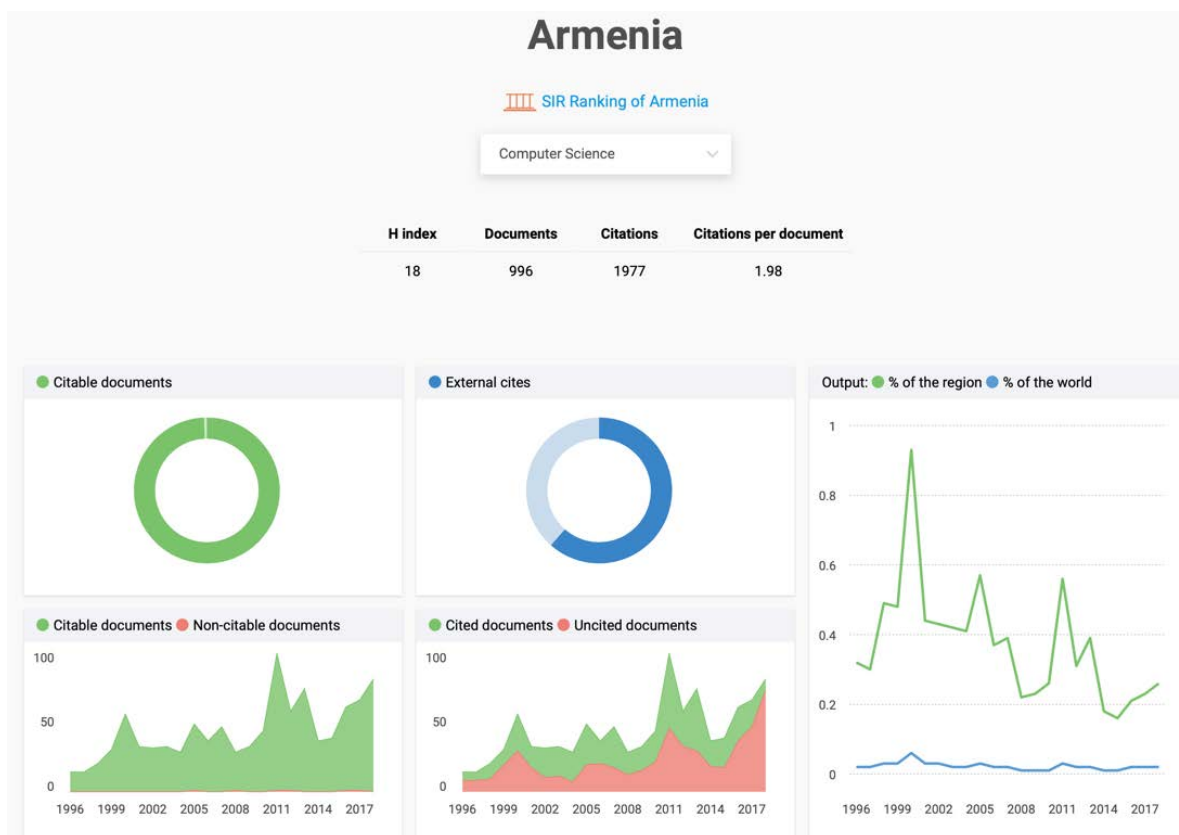 Armenia
SIR Ranking of Armenia
Computer Science
H index Documents Citations Citations per document
18 996 1977 1.98
Citable documents
External cites
Output: % of the region % of the world
1
0.8
0.6
0.4
0.2
0
1996 1999 2002 2005 2008 2011 2014 2017
Citable documents Non-citable documents
100
50
0
1996 1999 2002 2005 2008 2011 2014 2017
Cited documents Uncited documents
100
50
0
1996 1999 2002 2005 2008 2011 2014 2017